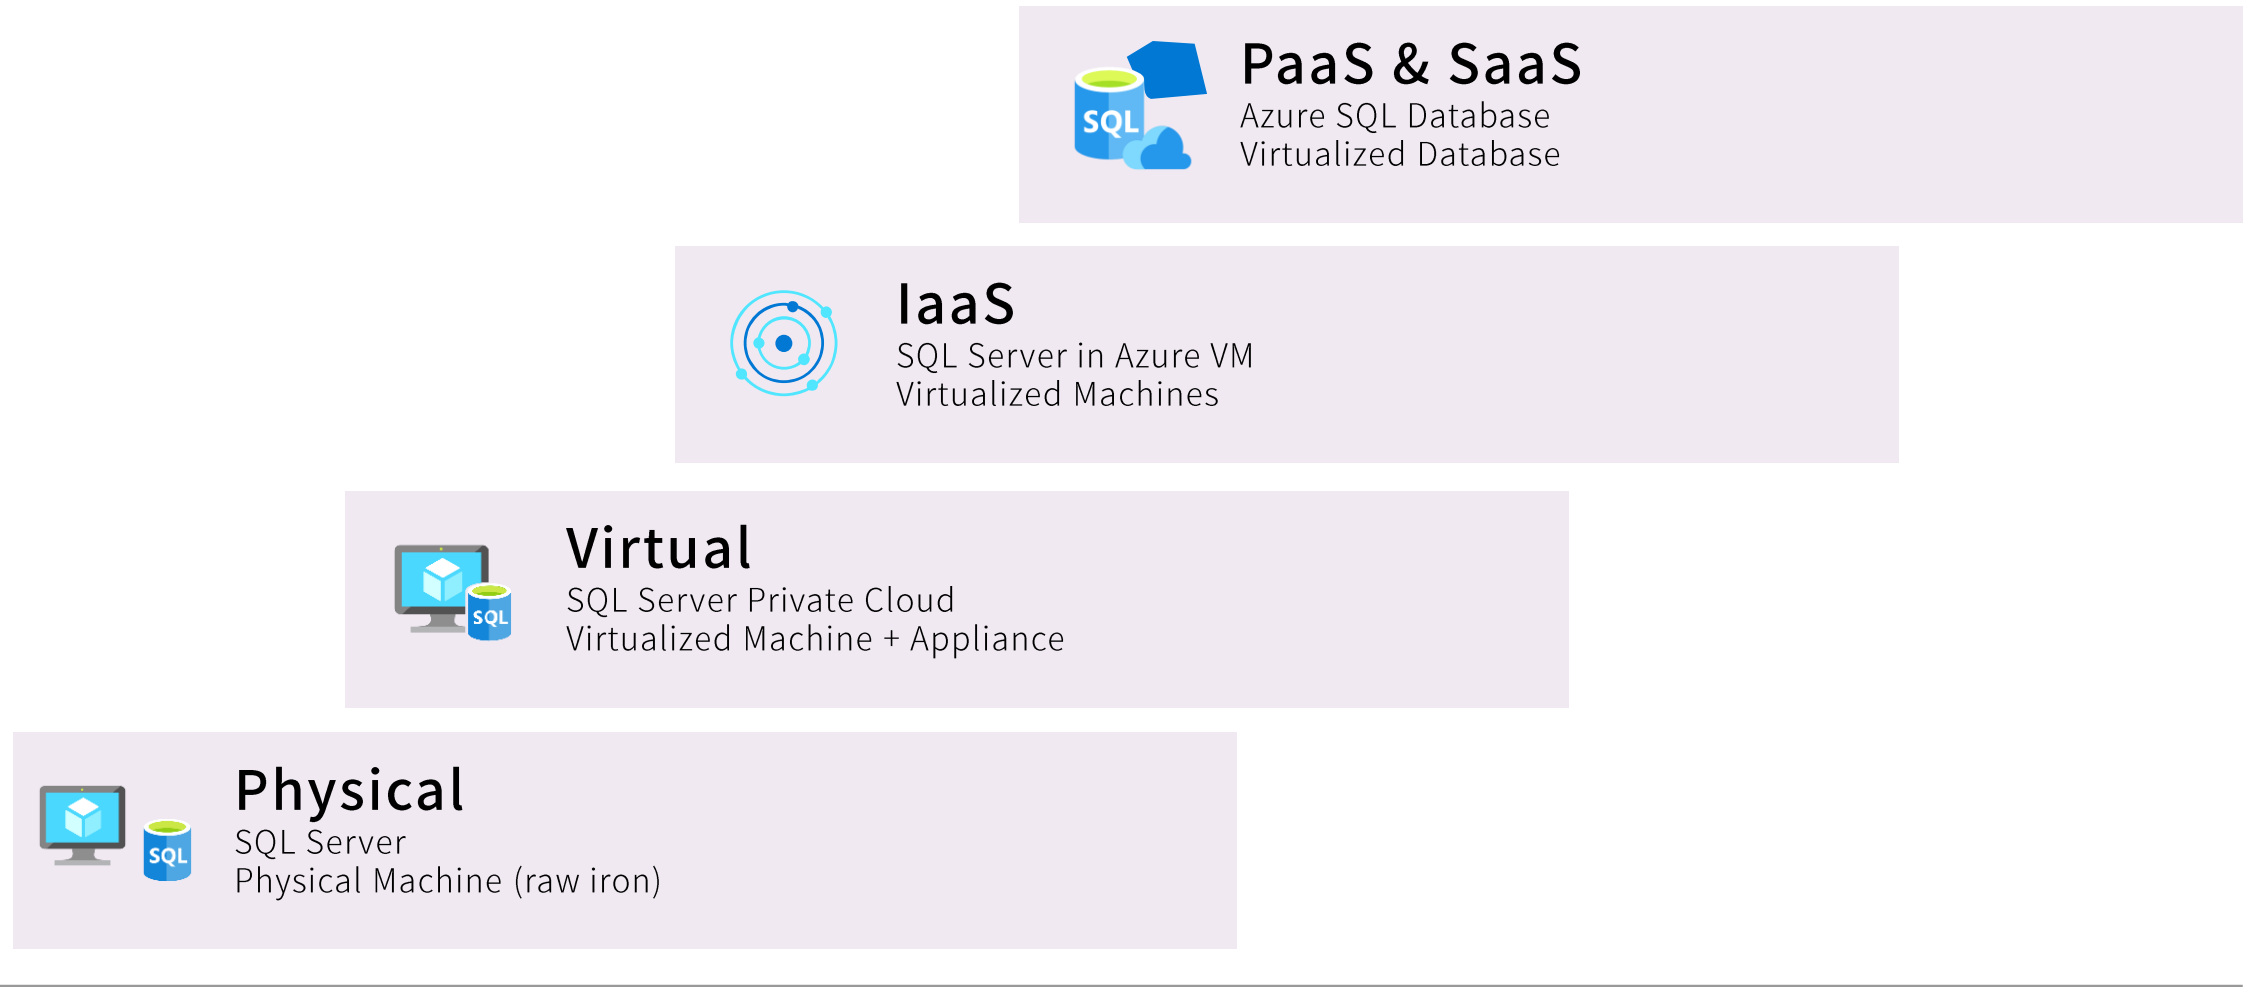 PaaS & SaaS
Azure SQL Database
Virtualized Database
SQL
IaaS
SQL Server in Azure VM
Virtualized Machines
Virtual
SQL Server Private Cloud
Virtualized Machine + Appliance
SQL
Physical
SQL Server
Physical Machine (raw iron)
SQL